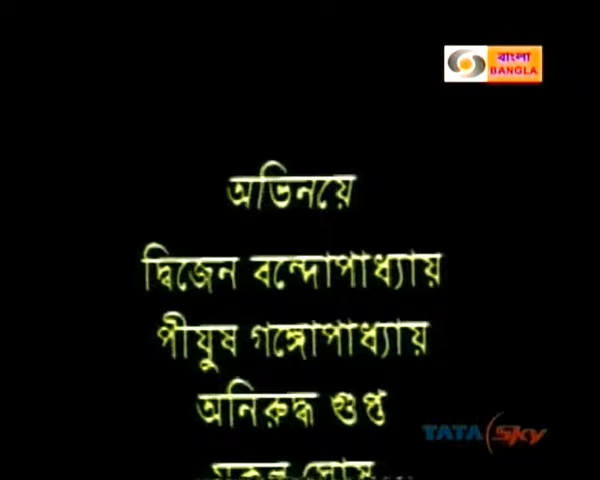 বাংলা
BANGLA
অভিনয়ে
দ্বিজেন বন্দোপাধ্যায়
পীযুষ গঙ্গোপাধ্যায়
অনিরুদ্ধ গুপ্ত
TATA Sky